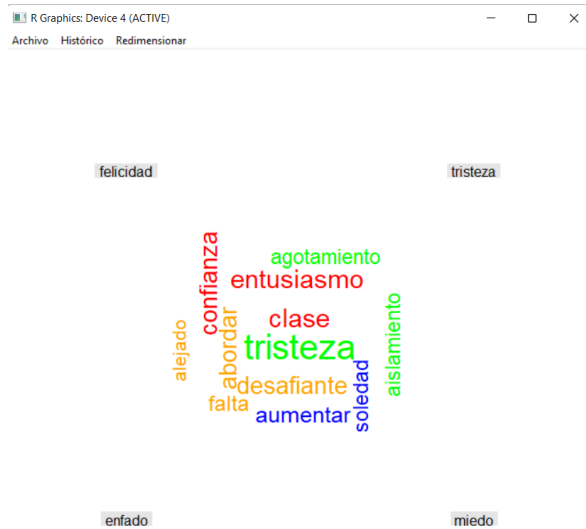 R Graphics: Device 4 (ACTIVE)
Archivo Histórico Redimensionar
felicidad
tristeza
confianza
agotamiento
entusiasmo
clase
tristeza
alejado
abordar
aislamiento
desafiante
soledad
falta
aumentar
enfado
miedo